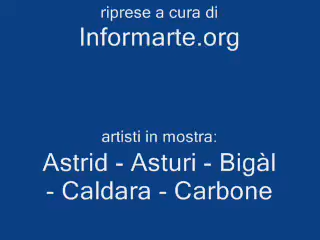 riprese a cura di
Informarte.org
artisti in mostra:
Astrid - Asturi - Bigàl
- Caldara - Carbone